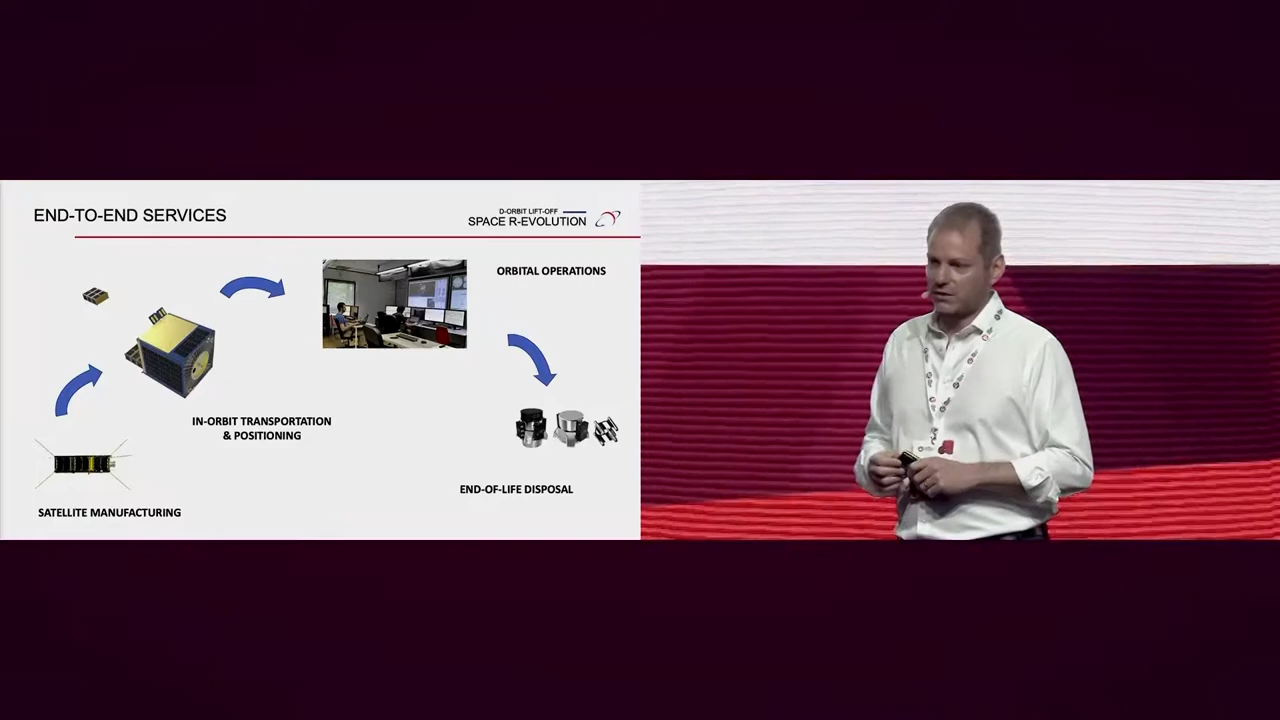 END-TO-END SERVICES
D-ORBIT LIFT-OFF
SPACE R-EVOLUTION
ORBITAL OPERATIONS
IN-ORBIT TRANSPORTATION
& POSITIONING
END-OF-LIFE DISPOSAL
SATELLITE MANUFACTURING